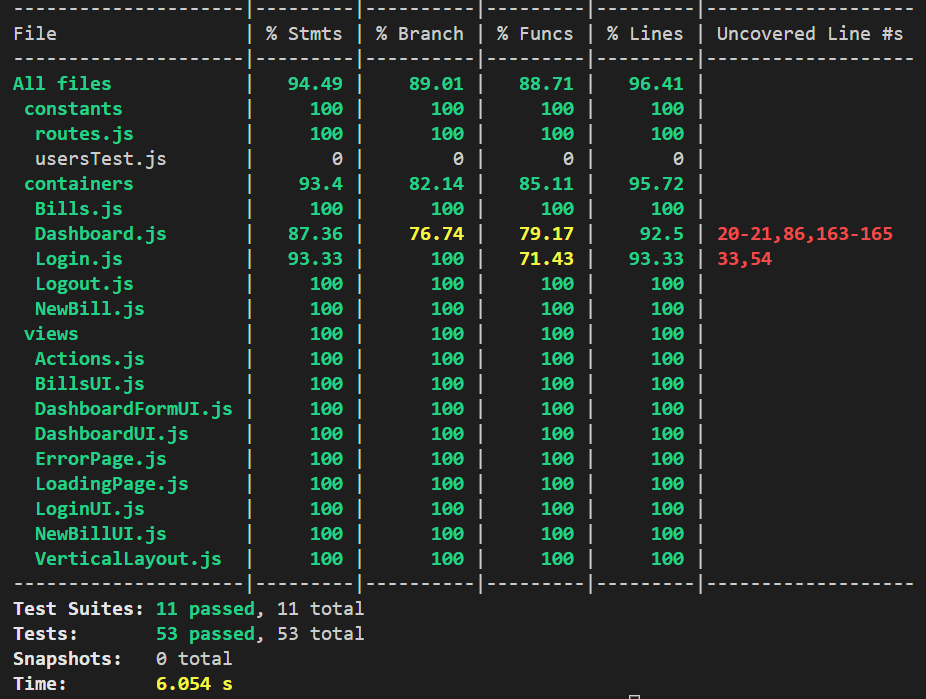 ---------------------|---------|----------|---------|---------|-------------------
File                 | % Stmts | % Branch | % Funcs | % Lines | Uncovered Line #s
---------------------|---------|----------|---------|---------|-------------------
All files            |   94.49 |    89.01 |   88.71 |   96.41 |
 constants           |     100 |      100 |     100 |     100 |
  routes.js          |     100 |      100 |     100 |     100 |
  usersTest.js       |       0 |        0 |       0 |       0 |
 containers          |    93.4 |    82.14 |   85.11 |   95.72 |
  Bills.js           |     100 |      100 |     100 |     100 |
  Dashboard.js       |   87.36 |    76.74 |   79.17 |    92.5 | 20-21,86,163-165
  Login.js           |   93.33 |      100 |   71.43 |   93.33 | 33,54
  Logout.js          |     100 |      100 |     100 |     100 |
  NewBill.js         |     100 |      100 |     100 |     100 |
 views               |     100 |      100 |     100 |     100 |
  Actions.js         |     100 |      100 |     100 |     100 |
  BillsUI.js         |     100 |      100 |     100 |     100 |
  DashboardFormUI.js |     100 |      100 |     100 |     100 |
  DashboardUI.js     |     100 |      100 |     100 |     100 |
  ErrorPage.js       |     100 |      100 |     100 |     100 |
  LoadingPage.js     |     100 |      100 |     100 |     100 |
  LoginUI.js         |     100 |      100 |     100 |     100 |
  NewBillUI.js       |     100 |      100 |     100 |     100 |
  VerticalLayout.js  |     100 |      100 |     100 |     100 |
---------------------|---------|----------|---------|---------|-------------------
Test Suites: 11 passed, 11 total
Tests:       53 passed, 53 total
Snapshots:   0 total
Time:        6.054 s